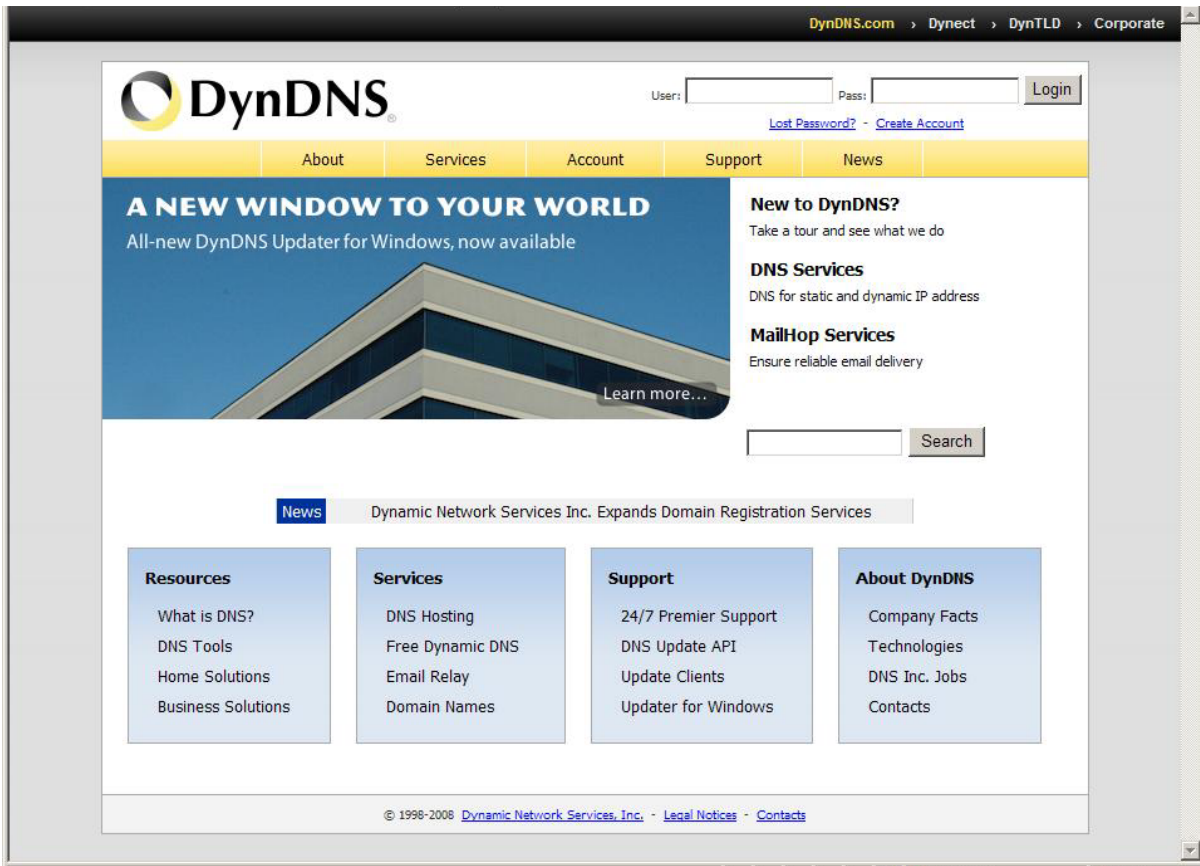 DynDNS.com › Dynect › DynTLD › Corporate
DynDNS®
User: Pass: Login
Lost Password? - Create Account
About Services Account Support News
A NEW WINDOW TO YOUR WORLD
All-new DynDNS Updater for Windows, now available
Learn more...
New to DynDNS?
Take a tour and see what we do
DNS Services
DNS for static and dynamic IP address
MailHop Services
Ensure reliable email delivery
Search
News Dynamic Network Services Inc. Expands Domain Registration Services
Resources
What is DNS?
DNS Tools
Home Solutions
Business Solutions
Services
DNS Hosting
Free Dynamic DNS
Email Relay
Domain Names
Support
24/7 Premier Support
DNS Update API
Update Clients
Updater for Windows
About DynDNS
Company Facts
Technologies
DNS Inc. Jobs
Contacts
© 1998-2008 Dynamic Network Services, Inc. - Legal Notices - Contacts